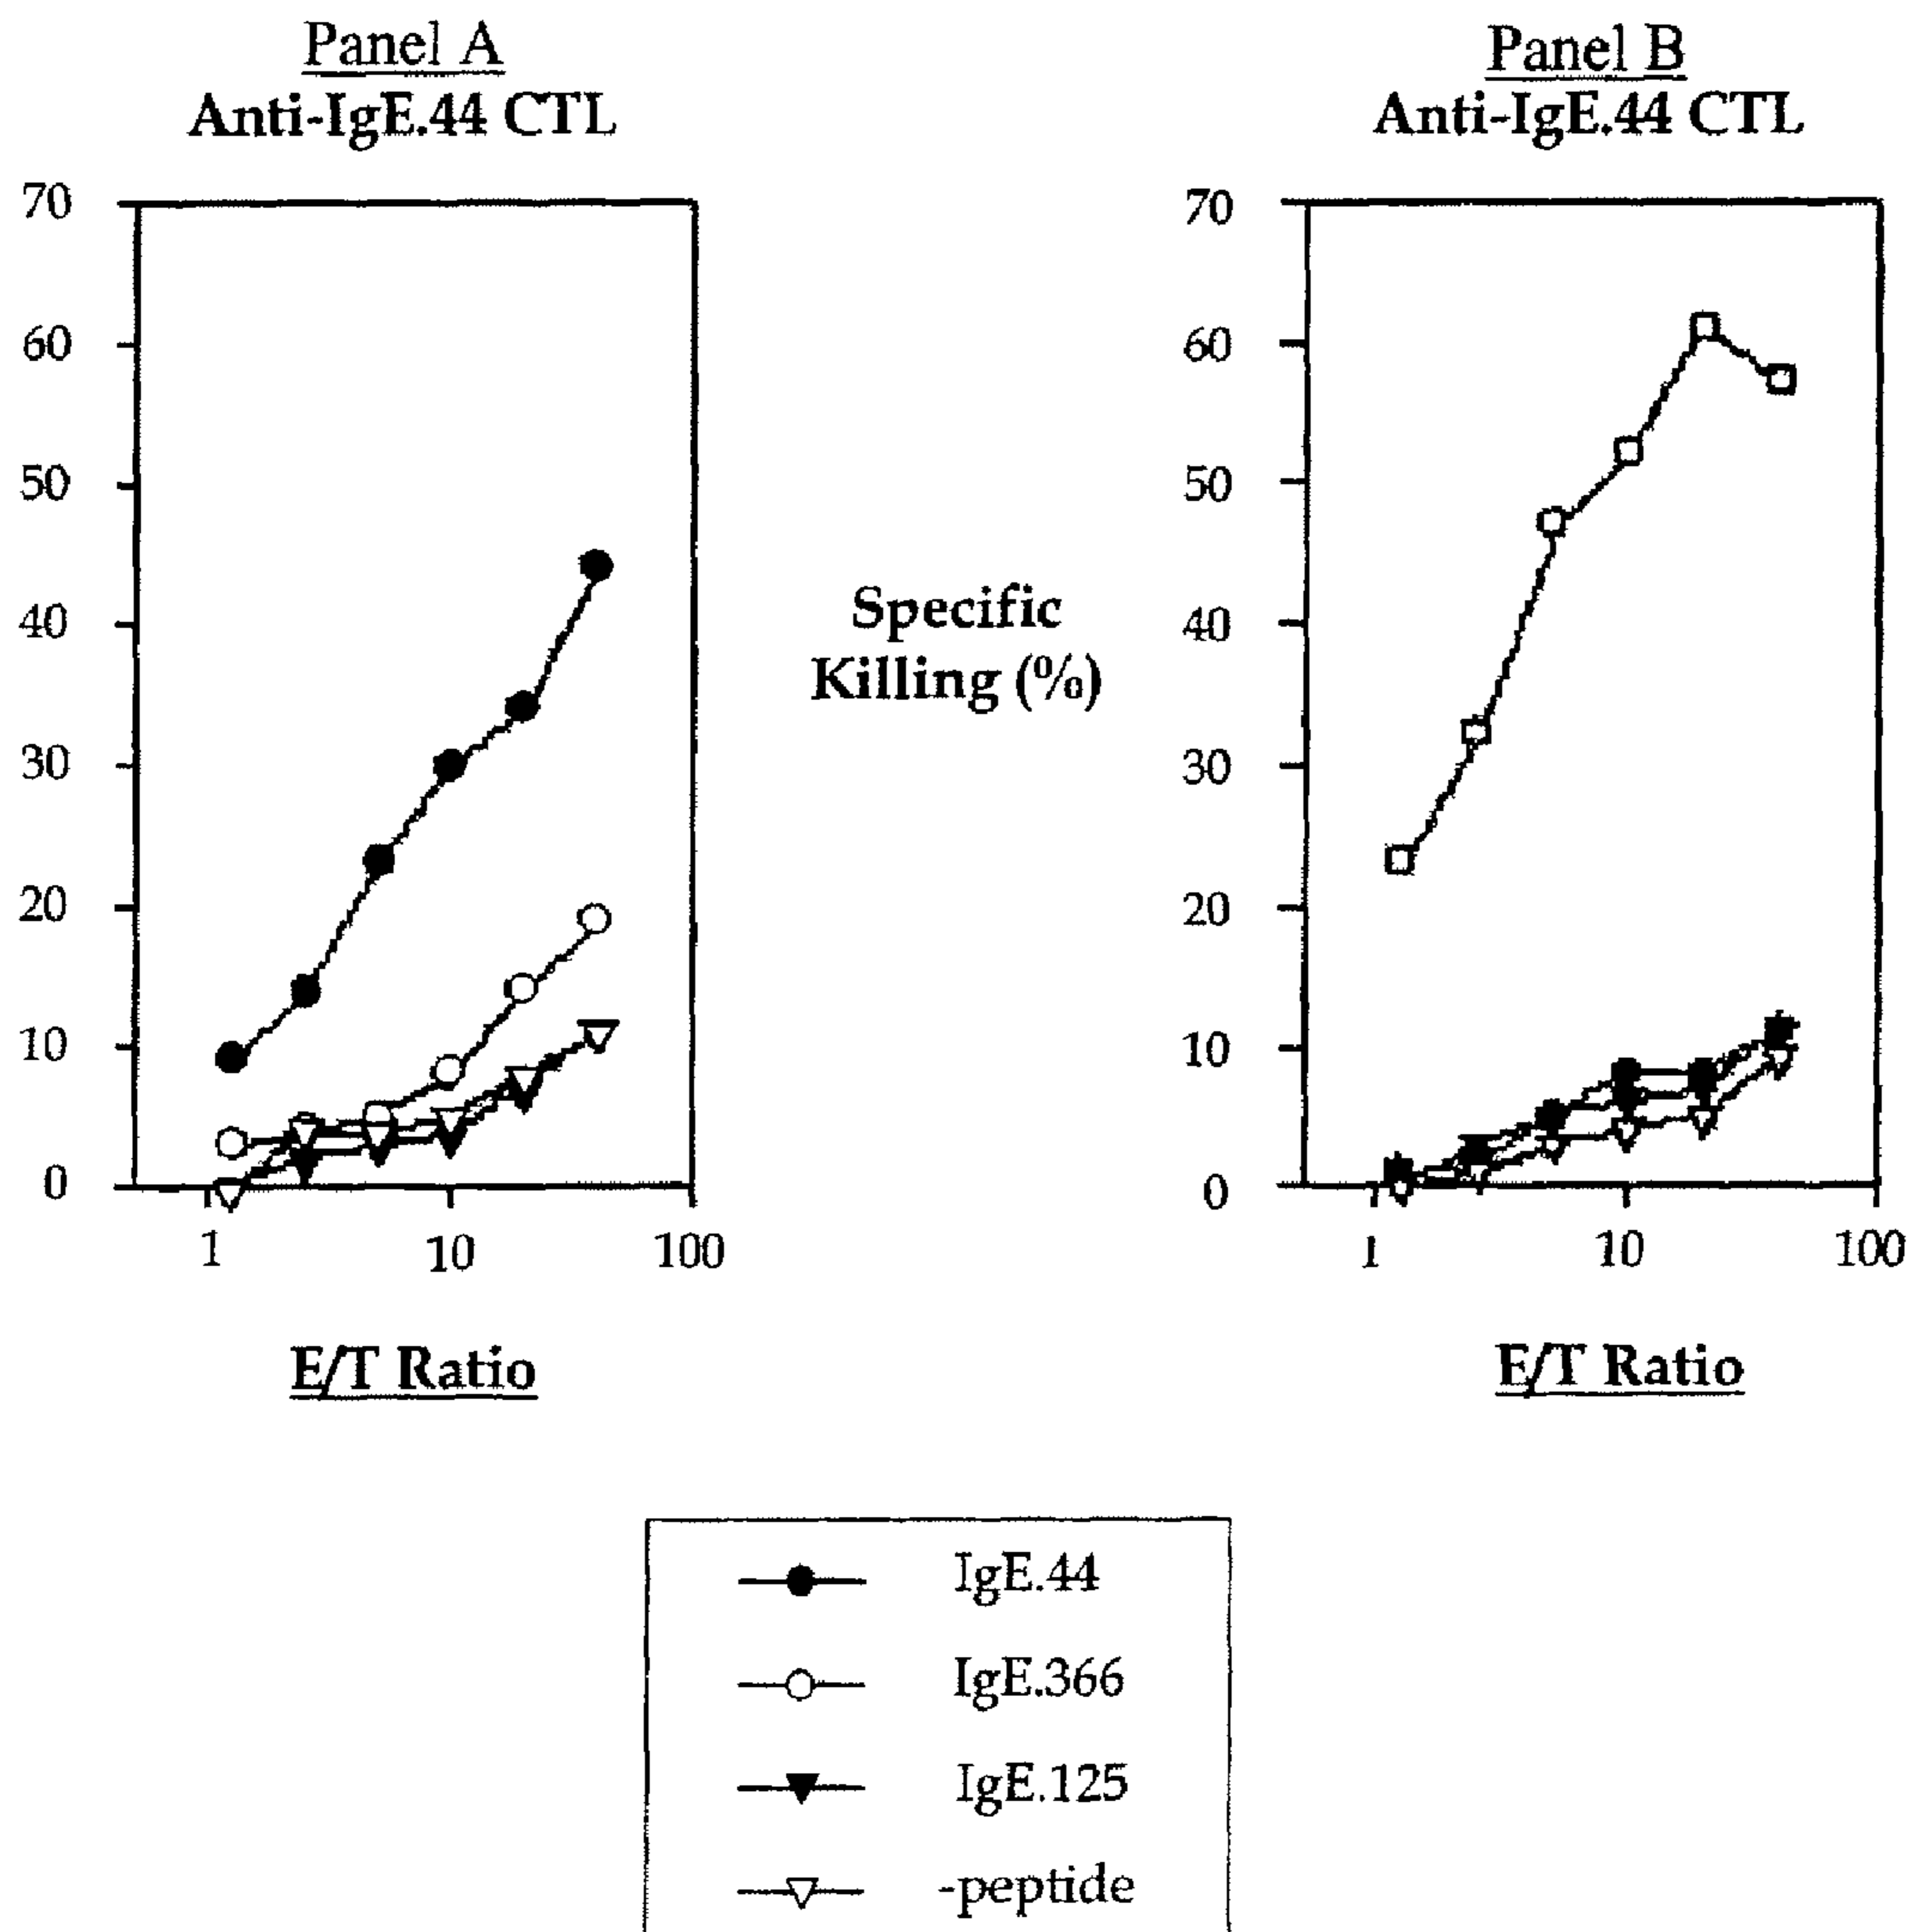 Panel A
Anti-IgE.44 CTL
Panel B
Anti-IgE.44 CTL
70
60
50
40
30
20
10
0
1
10
100
E/T Ratio
Specific
Killing (%)
70
60
50
40
30
20
10
0
1
10
100
E/T Ratio
IgE.44
IgE.366
IgE.125
-peptide